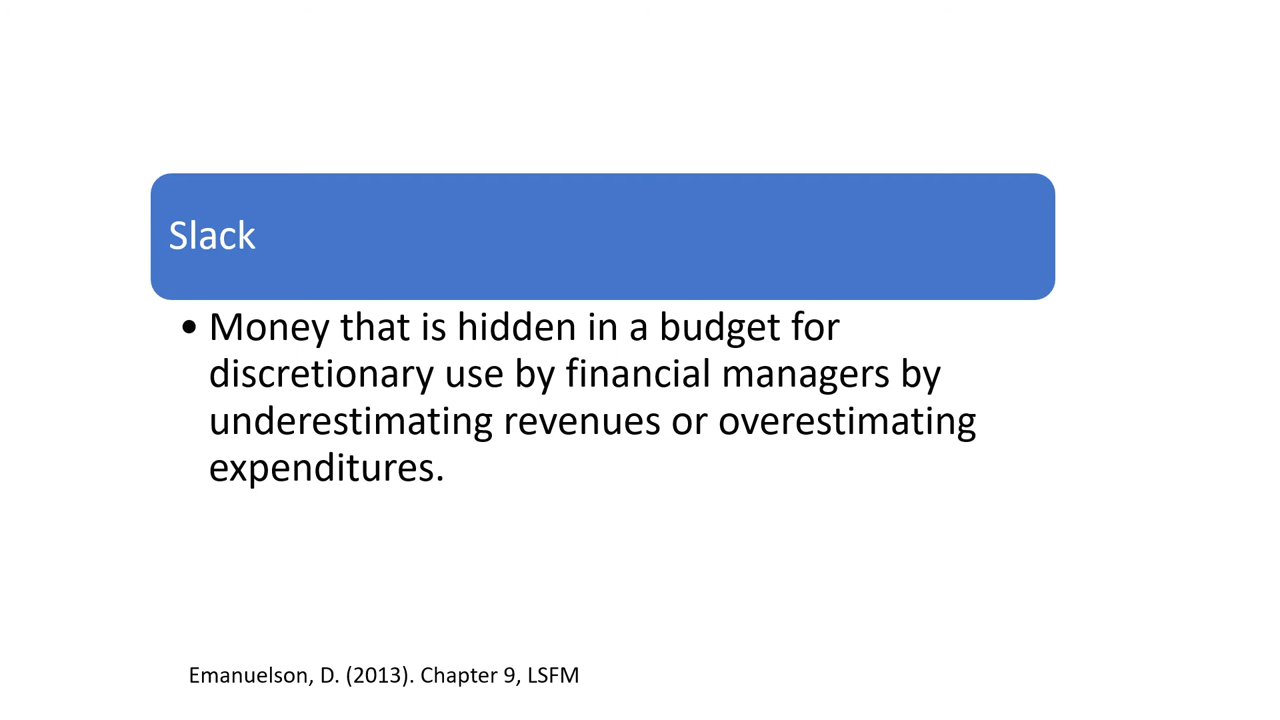 Slack
• Money that is hidden in a budget for
discretionary use by financial managers by
underestimating revenues or overestimating
expenditures.
Emanuelson, D. (2013). Chapter 9, LSFM